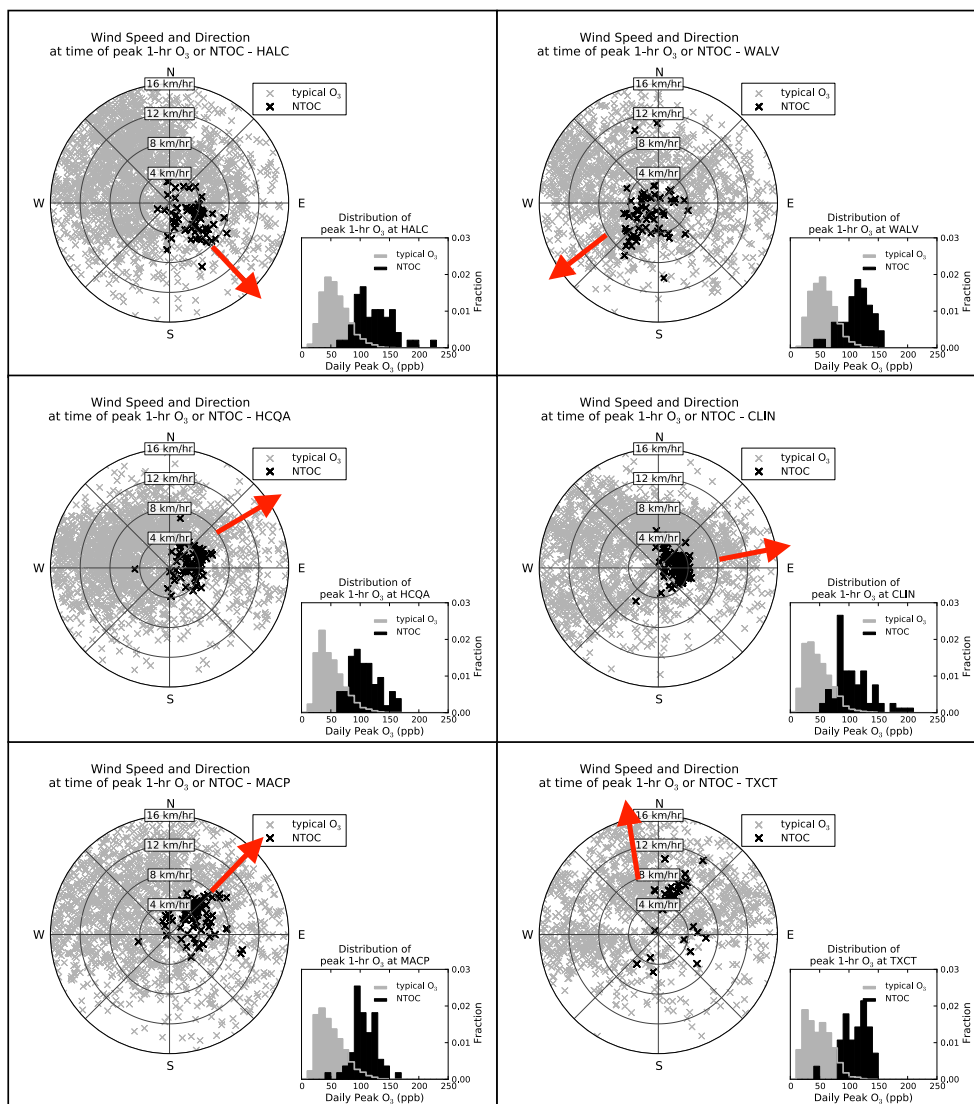 Wind Speed and Direction
at time of peak 1-hr O3 or NTOC - HALC
N
16 km/hr
12 km/hr
8 km/hr
4 km/hr
W
E
S
typical O3
NTOC
Distribution of
peak 1-hr O3 at HALC
typical O3
NTOC
0.03
0.02
0.01
0.00
Fraction
0 50 100 150 200 250
Daily Peak O3 (ppb)
Wind Speed and Direction
at time of peak 1-hr O3 or NTOC - WALV
N
16 km/hr
12 km/hr
8 km/hr
4 km/hr
W
E
S
typical O3
NTOC
Distribution of
peak 1-hr O3 at WALV
typical O3
NTOC
0.03
0.02
0.01
0.00
Fraction
0 50 100 150 200 250
Daily Peak O3 (ppb)
Wind Speed and Direction
at time of peak 1-hr O3 or NTOC - HCQA
N
16 km/hr
12 km/hr
8 km/hr
4 km/hr
W
E
S
typical O3
NTOC
Distribution of
peak 1-hr O3 at HCQA
typical O3
NTOC
0.03
0.02
0.01
0.00
Fraction
0 50 100 150 200 250
Daily Peak O3 (ppb)
Wind Speed and Direction
at time of peak 1-hr O3 or NTOC - CLIN
N
16 km/hr
12 km/hr
8 km/hr
4 km/hr
W
E
S
typical O3
NTOC
Distribution of
peak 1-hr O3 at CLIN
typical O3
NTOC
0.03
0.02
0.01
0.00
Fraction
0 50 100 150 200 250
Daily Peak O3 (ppb)
Wind Speed and Direction
at time of peak 1-hr O3 or NTOC - MACP
N
16 km/hr
12 km/hr
8 km/hr
4 km/hr
W
E
S
typical O3
NTOC
Distribution of
peak 1-hr O3 at MACP
typical O3
NTOC
0.03
0.02
0.01
0.00
Fraction
0 50 100 150 200 250
Daily Peak O3 (ppb)
Wind Speed and Direction
at time of peak 1-hr O3 or NTOC - TXCT
N
16 km/hr
12 km/hr
8 km/hr
4 km/hr
W
E
S
typical O3
NTOC
Distribution of
peak 1-hr O3 at TXCT
typical O3
NTOC
0.03
0.02
0.01
0.00
Fraction
0 50 100 150 200 250
Daily Peak O3 (ppb)